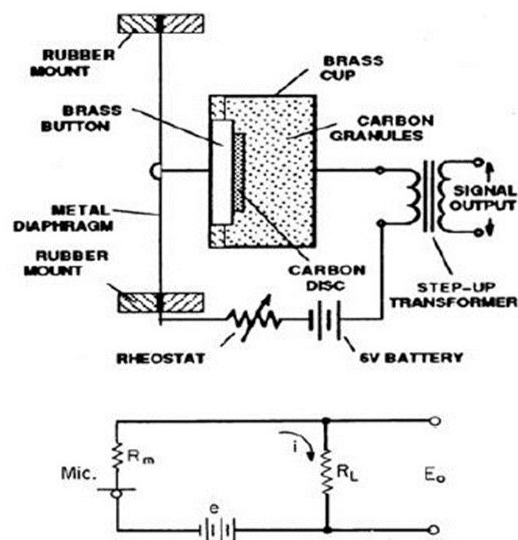 RUBBER
MOUNT
BRASS
CUP
BRASS
BUTTON
CARBON
GRANULES
SIGNAL
OUTPUT
METAL
DIAPHRAGM
RUBBER
MOUNT
CARBON
DISC
STEP-UP
TRANSFORMER
RHEOSTAT
6V BATTERY
i
Rm
Mic.
RL
Eo
e